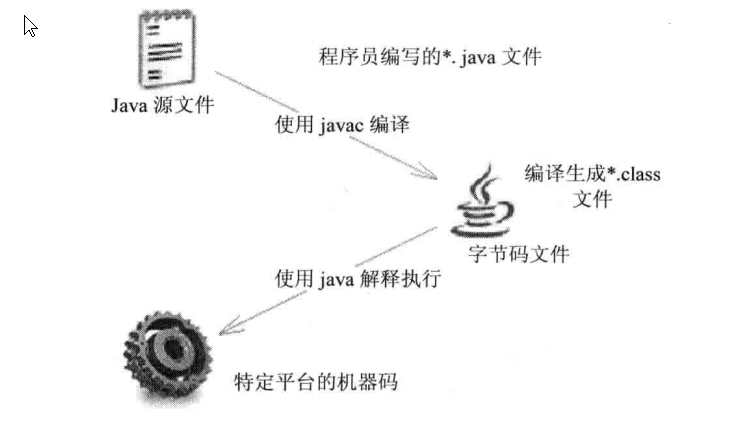 程序员编写的*. java 文件
Java 源文件
使用 javac 编译
编译生成*.class
文件
字节码文件
使用 java 解释执行
特定平台的机器码